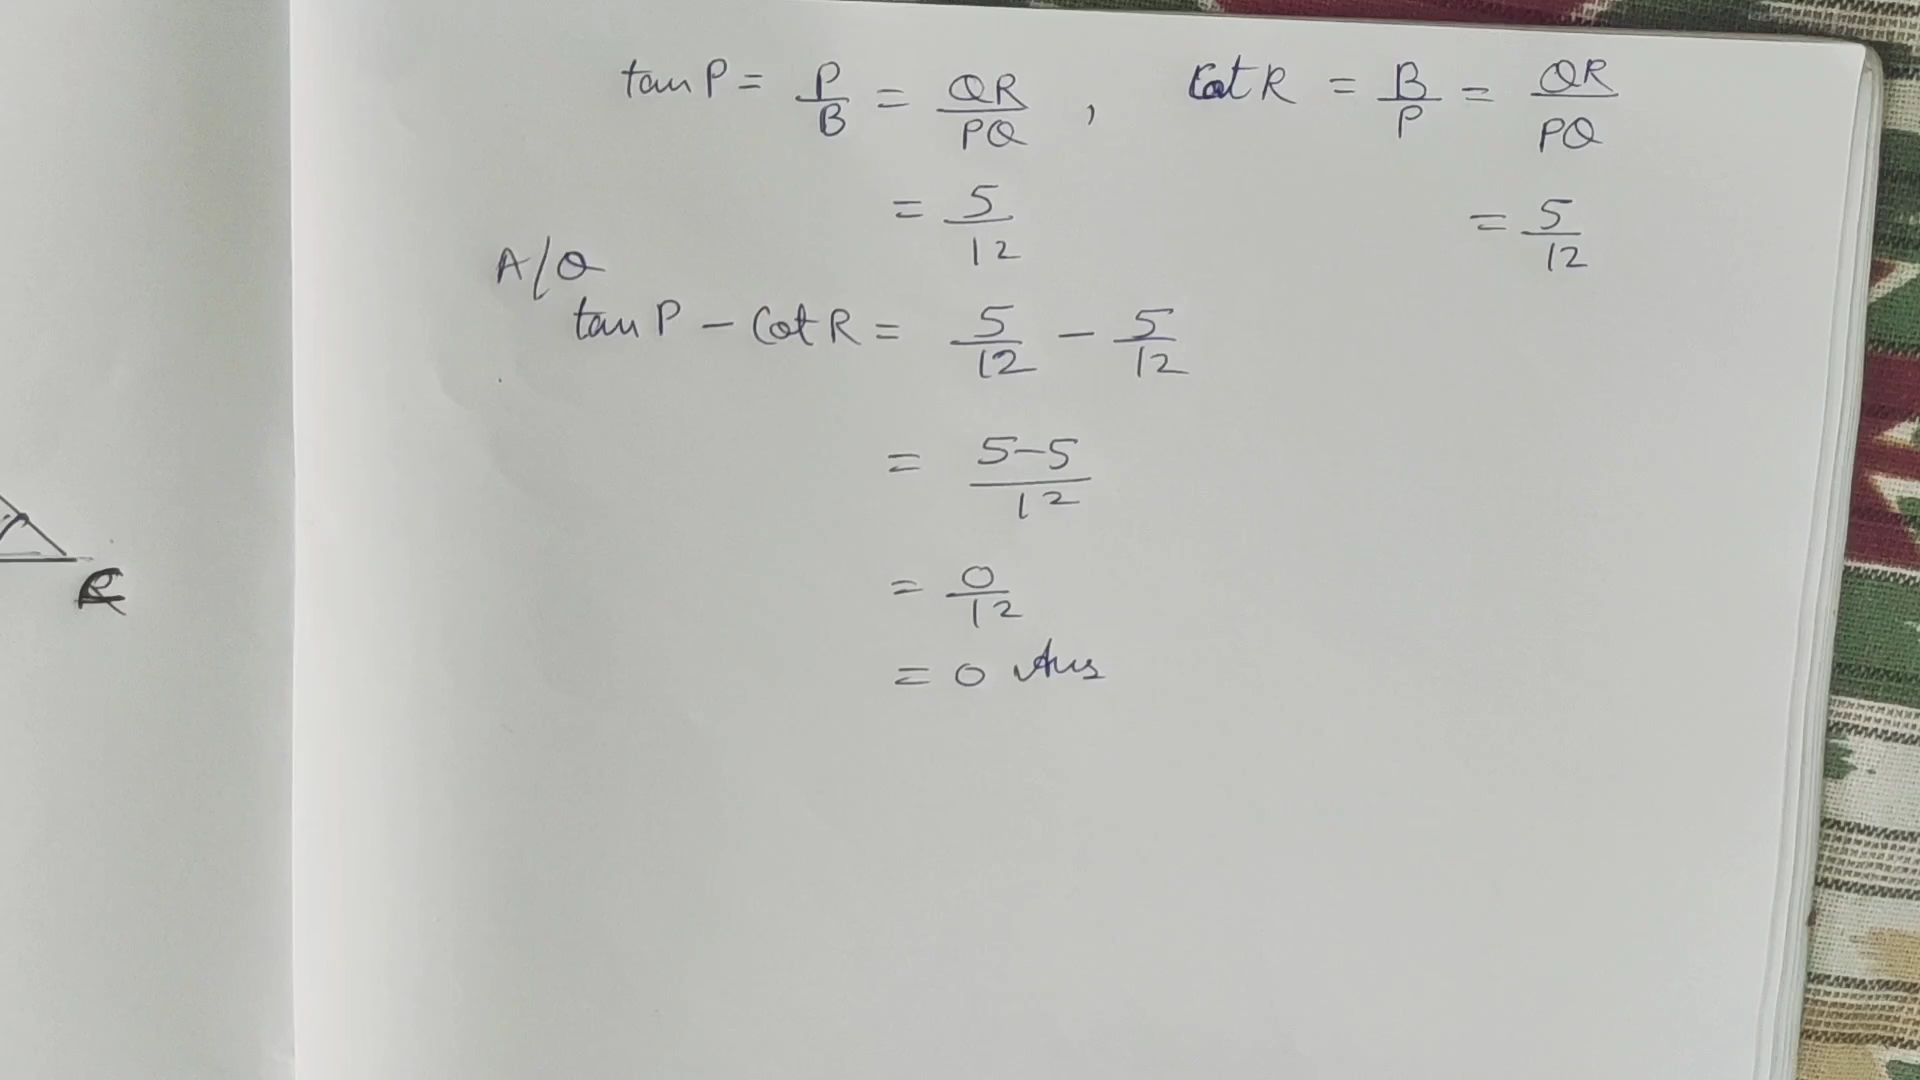 tan P = P/B = QR/PQ , Cot R = B/P = QR/PQ
= 5/12 = 5/12
A/Q
tan P - Cot R = 5/12 - 5/12
= 5-5/12
= 0/12
= 0 Ans
R